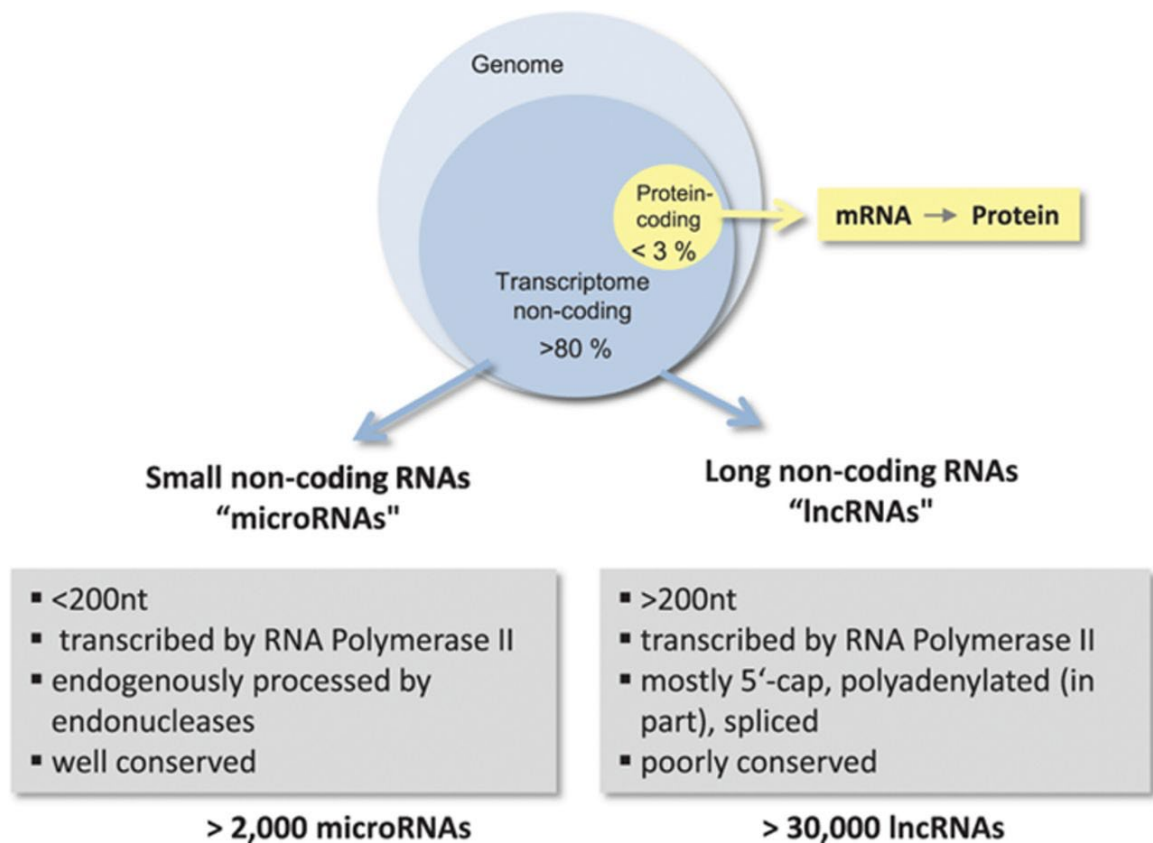 Genome
Protein-
coding
< 3 %
mRNA → Protein
Transcriptome
non-coding
>80 %
Small non-coding RNAs
“microRNAs"
▪ <200nt
▪ transcribed by RNA Polymerase II
▪ endogenously processed by
endonucleases
▪ well conserved
> 2,000 microRNAs
Long non-coding RNAs
“lncRNAs"
▪ >200nt
▪ transcribed by RNA Polymerase II
▪ mostly 5‘-cap, polyadenylated (in
part), spliced
▪ poorly conserved
> 30,000 lncRNAs